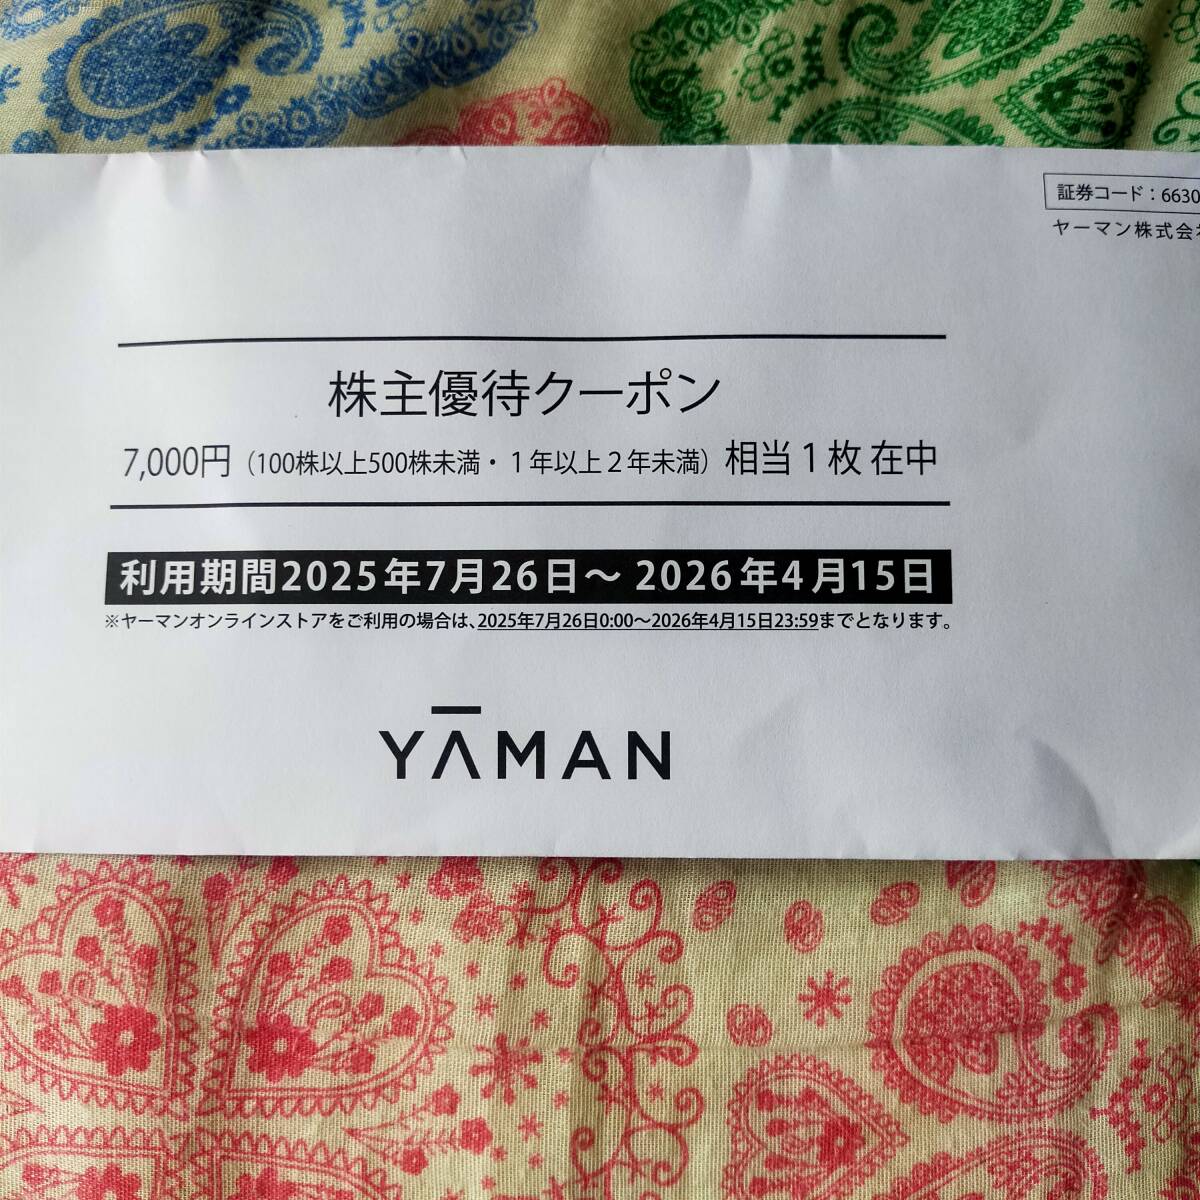 証券コード：6630
ヤーマン株式会
株主優待クーポン
7,000円（100株以上500株未満・１年以上２年未満）相当１枚 在中
利用期間2025年7月26日～2026年4月15日
※ヤーマンオンラインストアをご利用の場合は、2025年7月26日0:00～2026年4月15日23:59までとなります。
YĀMAN